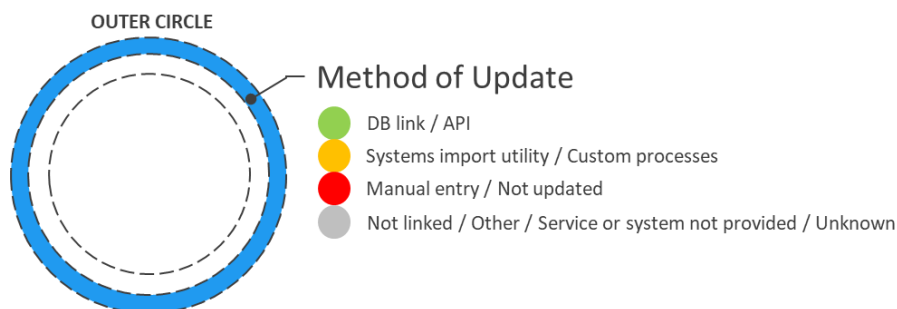 OUTER CIRCLE
Method of Update
DB link / API
Systems import utility / Custom processes
Manual entry / Not updated
Not linked / Other / Service or system not provided / Unknown